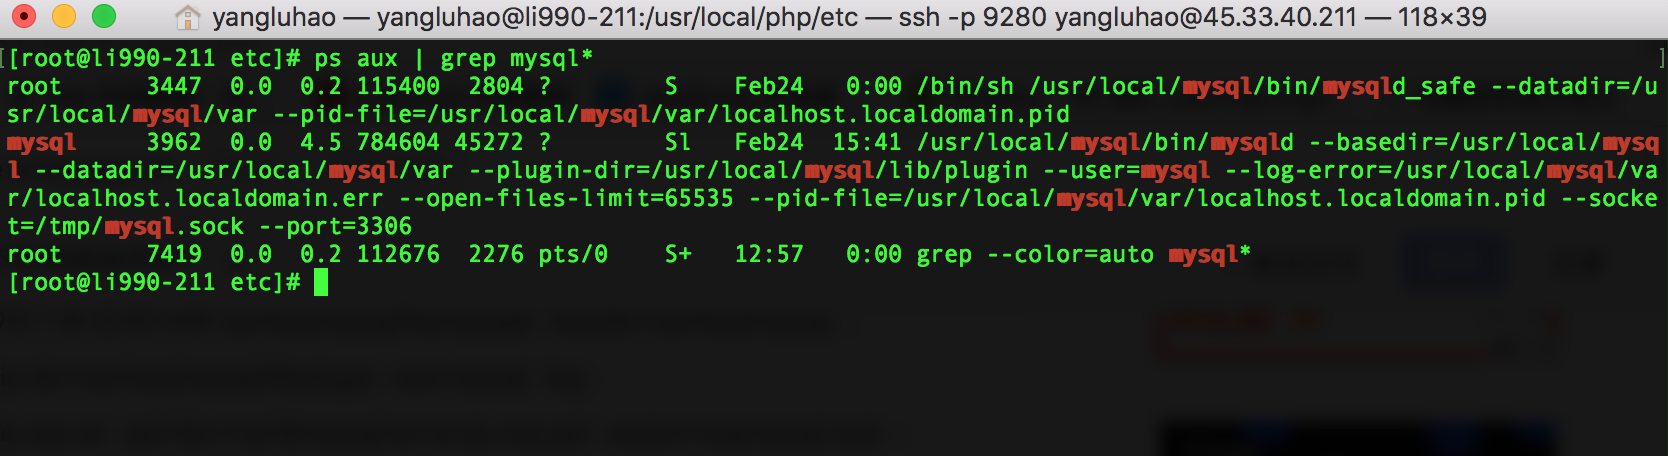 yangluhao — yangluhao@li990-211:/usr/local/php/etc — ssh -p 9280 yangluhao@45.33.40.211 — 118×39
[root@li990-211 etc]# ps aux | grep mysql*
root      3447  0.0  0.2 115400  2804 ?        S    Feb24   0:00 /bin/sh /usr/local/mysql/bin/mysqld_safe --datadir=/u
sr/local/mysql/var --pid-file=/usr/local/mysql/var/localhost.localdomain.pid
mysql     3962  0.0  4.5 784604 45272 ?        Sl   Feb24  15:41 /usr/local/mysql/bin/mysqld --basedir=/usr/local/mysq
l --datadir=/usr/local/mysql/var --plugin-dir=/usr/local/mysql/lib/plugin --user=mysql --log-error=/usr/local/mysql/va
r/localhost.localdomain.err --open-files-limit=65535 --pid-file=/usr/local/mysql/var/localhost.localdomain.pid --socke
t=/tmp/mysql.sock --port=3306
root      7419  0.0  0.2 112676  2276 pts/0    S+   12:57   0:00 grep --color=auto mysql*
[root@li990-211 etc]#